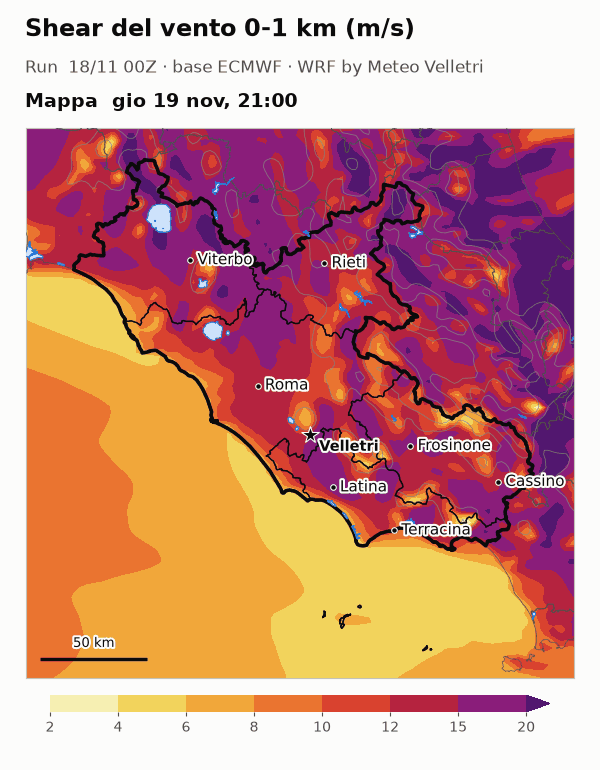 Shear del vento 0-1 km (m/s)
Run  18/11 00Z · base ECMWF · WRF by Meteo Velletri
Mappa  gio 19 nov, 21:00
Viterbo
Rieti
Roma
Velletri
Frosinone
Cassino
Latina
Terracina
50 km
2 4 6 8 10 12 15 20